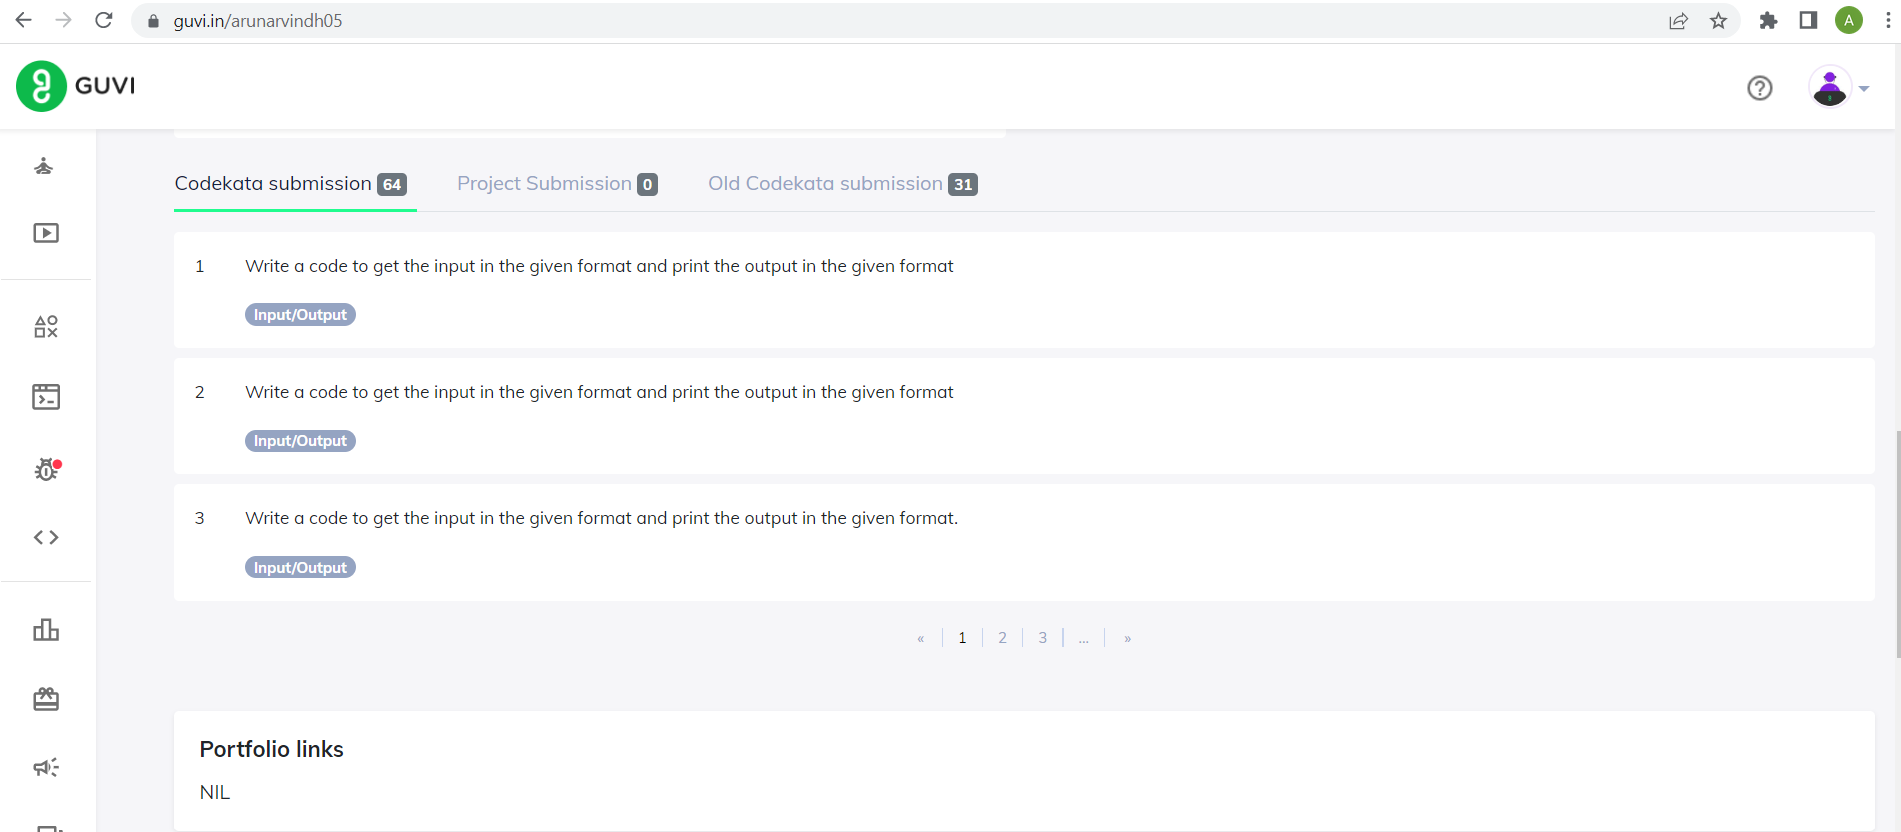 guvi.in/arunarvindh05
A
GUVI
Codekata submission 64 Project Submission 0 Old Codekata submission 31
1 Write a code to get the input in the given format and print the output in the given format
Input/Output
2 Write a code to get the input in the given format and print the output in the given format
Input/Output
3 Write a code to get the input in the given format and print the output in the given format.
Input/Output
« 1 2 3 ... »
Portfolio links
NIL